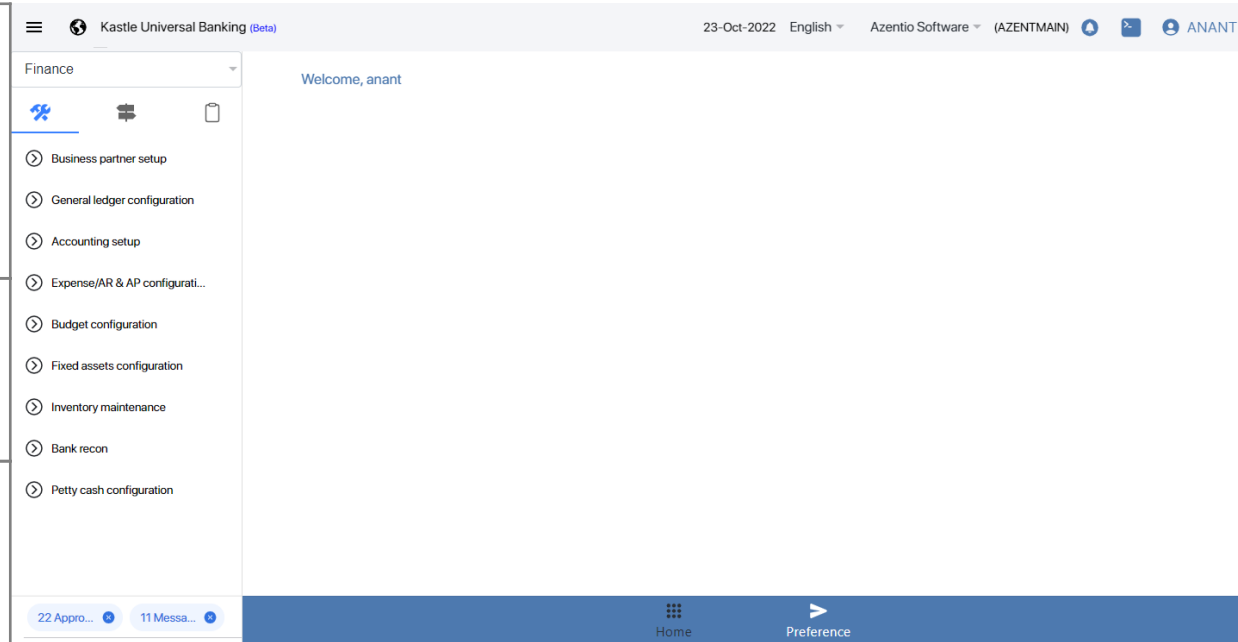 Kastle Universal Banking (Beta)
23-Oct-2022 English Azentio Software (AZENTMAIN) ANANT
Finance
Welcome, anant
Business partner setup
General ledger configuration
Accounting setup
Expense/AR & AP configurati...
Budget configuration
Fixed assets configuration
Inventory maintenance
Bank recon
Petty cash configuration
22 Appro... 11 Messa...
Home Preference